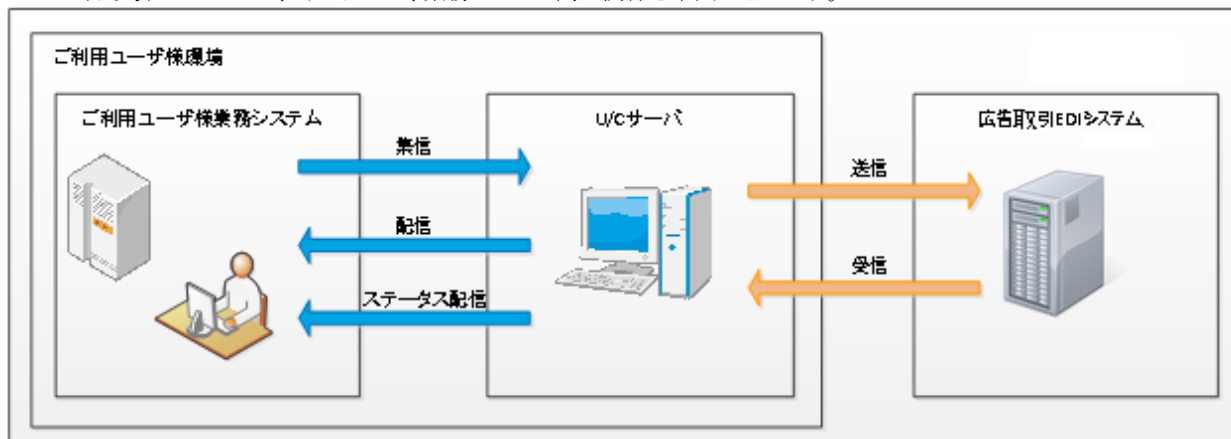 ご利用ユーザ様環境
ご利用ユーザ様業務システム
U/Cサーバ
広告取引EDIシステム
集信
送信
配信
受信
ステータス配信